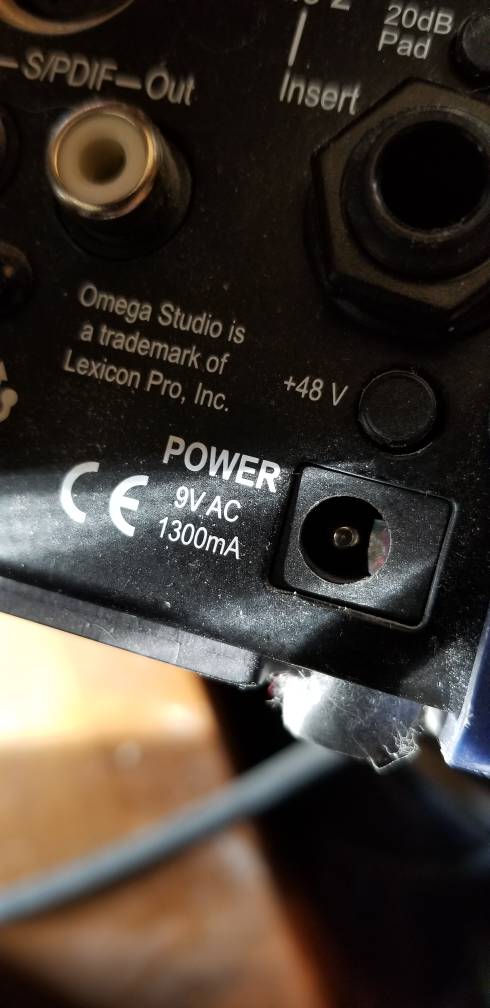 20dB
Pad
S/PDIF
Out
Insert
Omega Studio is
a trademark of
Lexicon Pro, Inc.
+48 V
POWER
CE
9V AC
1300mA